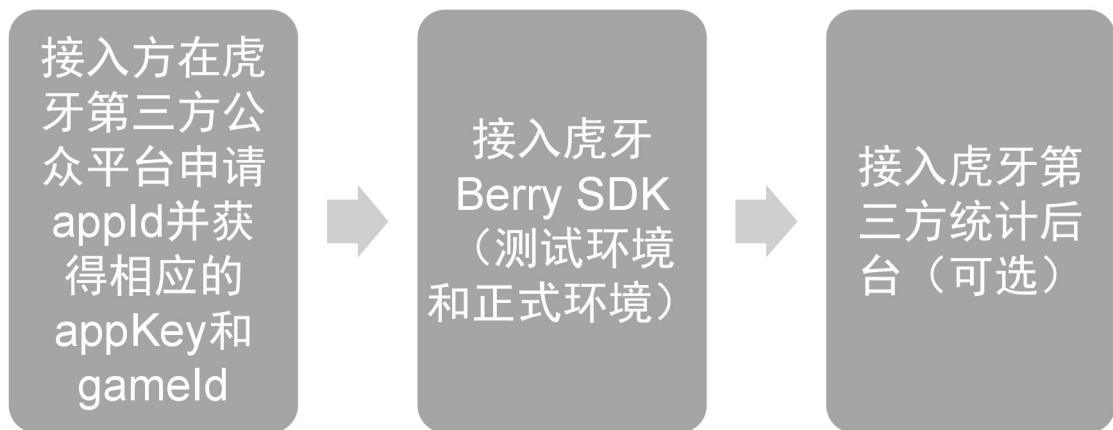 接入方在虎
牙第三方公
众平台申请
appId并获
得相应的
appKey和
gameId
接入虎牙
Berry SDK
（测试环境
和正式环境）
接入虎牙第
三方统计后
台（可选）